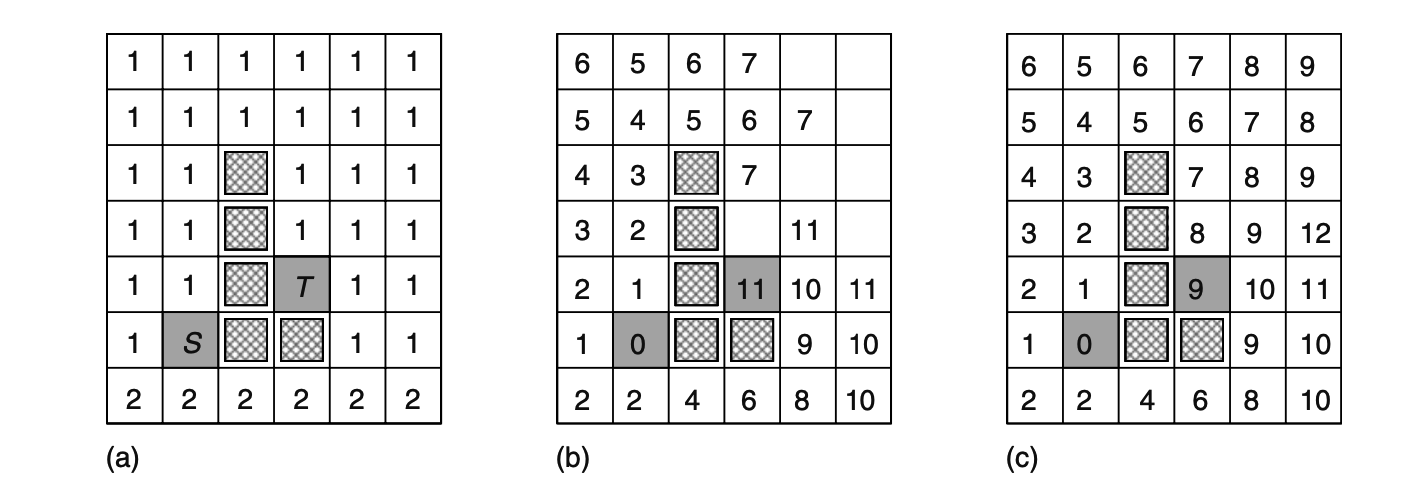 1 1 1 1 1 1
1 1 1 1 1 1
1 1 1 1 1
1 1 1 1 1
1 1 T 1 1
1 S 1 1
2 2 2 2 2 2
(a)
6 5 6 7
5 4 5 6 7
4 3 7
3 2 11
2 1 11 10 11
1 0 9 10
2 2 4 6 8 10
(b)
6 5 6 7 8 9
5 4 5 6 7 8
4 3 7 8 9
3 2 8 9 12
2 1 9 10 11
1 0 9 10
2 2 4 6 8 10
(c)